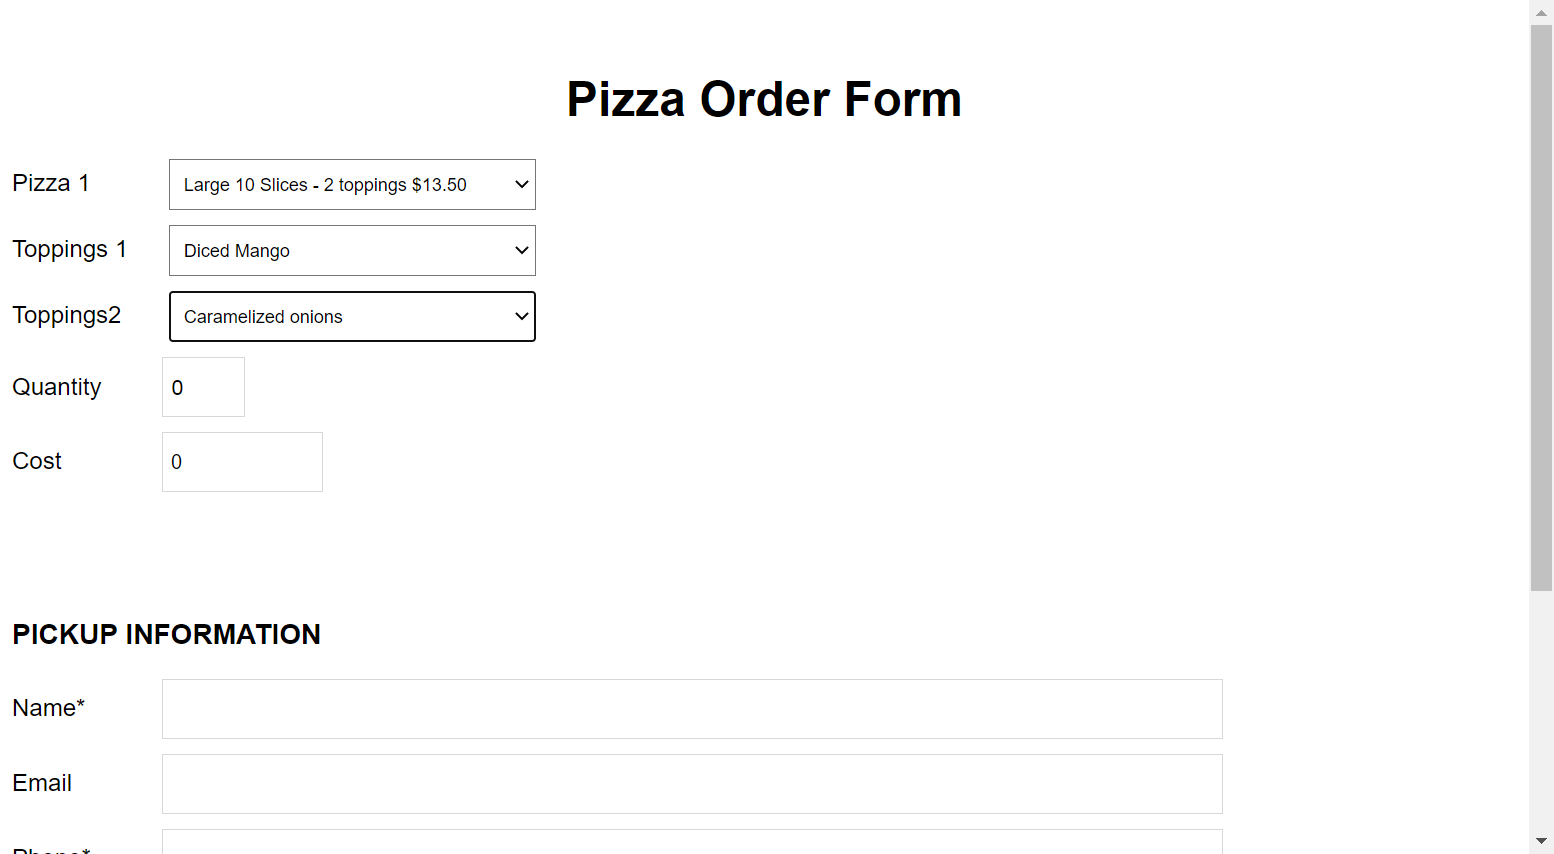 Pizza Order Form
Pizza 1
Large 10 Slices - 2 toppings $13.50
Toppings 1
Diced Mango
Toppings2
Caramelized onions
Quantity
0
Cost
0
PICKUP INFORMATION
Name*
Email
Phone*